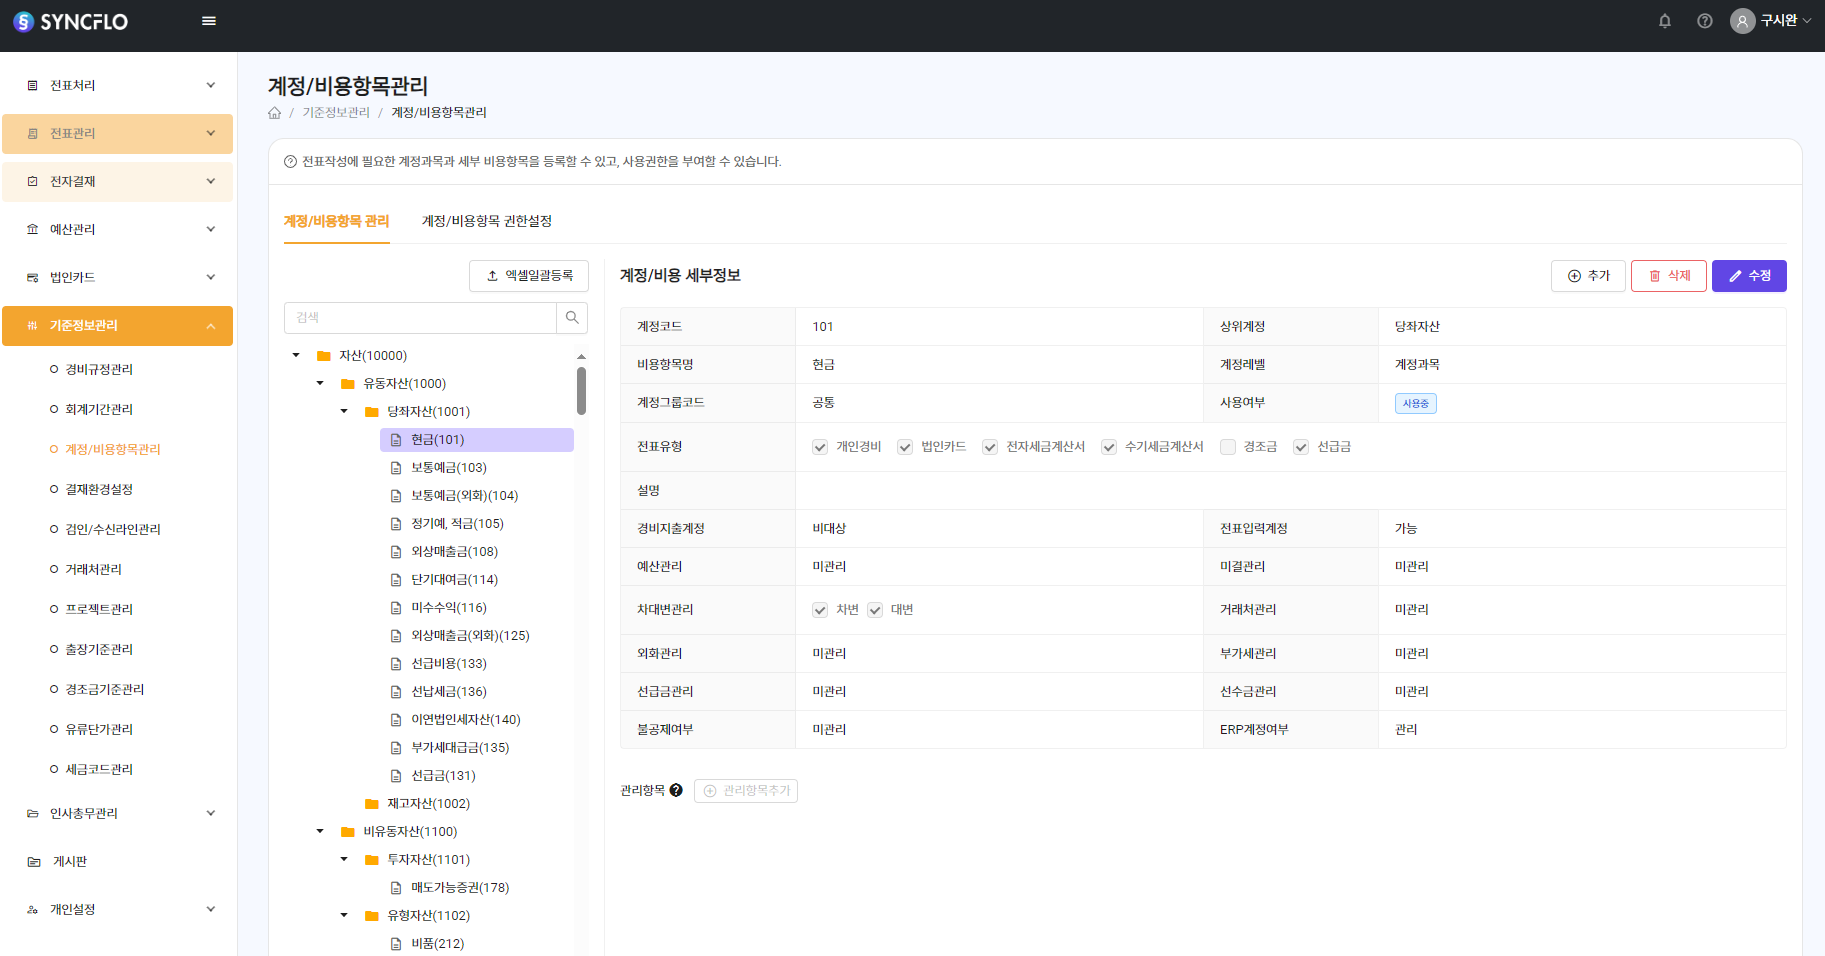 SYNCFLO
구시완
전표처리
전표관리
전자결재
예산관리
법인카드
기준정보관리
경비규정관리
회계기간관리
계정/비용항목관리
결재환경설정
검인/수신라인관리
거래처관리
프로젝트관리
출장기준관리
경조금기준관리
유류단가관리
세금코드관리
인사총무관리
게시판
개인설정
계정/비용항목관리
/ 기준정보관리 / 계정/비용항목관리
전표작성에 필요한 계정과목과 세부 비용항목을 등록할 수 있고, 사용권한을 부여할 수 있습니다.
계정/비용항목 관리 계정/비용항목 권한설정
엑셀일괄등록
검색
자산(10000)
유동자산(1000)
당좌자산(1001)
현금(101)
보통예금(103)
보통예금(외화)(104)
정기예, 적금(105)
외상매출금(108)
단기대여금(114)
미수수익(116)
외상매출금(외화)(125)
선급비용(133)
선납세금(136)
이연법인세자산(140)
부가세대급금(135)
선급금(131)
재고자산(1002)
비유동자산(1100)
투자자산(1101)
매도가능증권(178)
유형자산(1102)
비품(212)
계정/비용 세부정보
추가 삭제 수정
계정코드 101 상위계정 당좌자산
비용항목명 현금 계정레벨 계정과목
계정그룹코드 공통 사용여부 사용중
전표유형 개인경비 법인카드 전자세금계산서 수기세금계산서 경조금 선급금
설명
경비지출계정 비대상 전표입력계정 가능
예산관리 미관리 미결관리 미관리
차대변관리 차변 대변 거래처관리 미관리
외화관리 미관리 부가세관리 미관리
선급금관리 미관리 선수금관리 미관리
불공제여부 미관리 ERP계정여부 관리
관리항목 관리항목추가